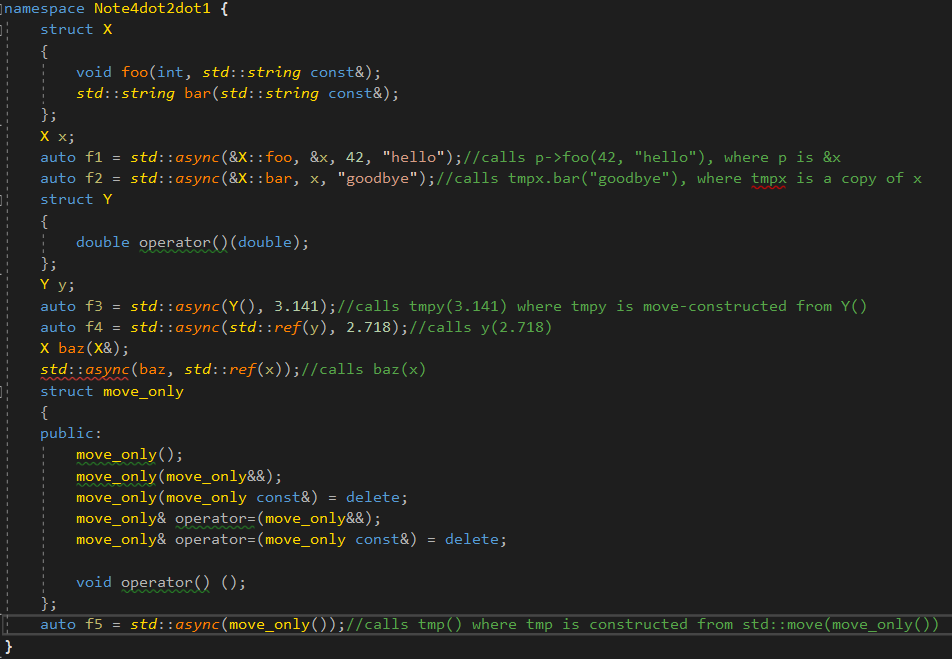 namespace Note4dot2dot1 {
    struct X
    {
        void foo(int, std::string const&);
        std::string bar(std::string const&);
    };
    X x;
    auto f1 = std::async(&X::foo, &x, 42, "hello");//calls p->foo(42, "hello"), where p is &x
    auto f2 = std::async(&X::bar, x, "goodbye");//calls tmpx.bar("goodbye"), where tmpx is a copy of x
    struct Y
    {
        double operator()(double);
    };
    Y y;
    auto f3 = std::async(Y(), 3.141);//calls tmpy(3.141) where tmpy is move-constructed from Y()
    auto f4 = std::async(std::ref(y), 2.718);//calls y(2.718)
    X baz(X&);
    std::async(baz, std::ref(x));//calls baz(x)
    struct move_only
    {
    public:
        move_only();
        move_only(move_only&&);
        move_only(move_only const&) = delete;
        move_only& operator=(move_only&&);
        move_only& operator=(move_only const&) = delete;

        void operator() ();
    };
    auto f5 = std::async(move_only());//calls tmp() where tmp is constructed from std::move(move_only())
}